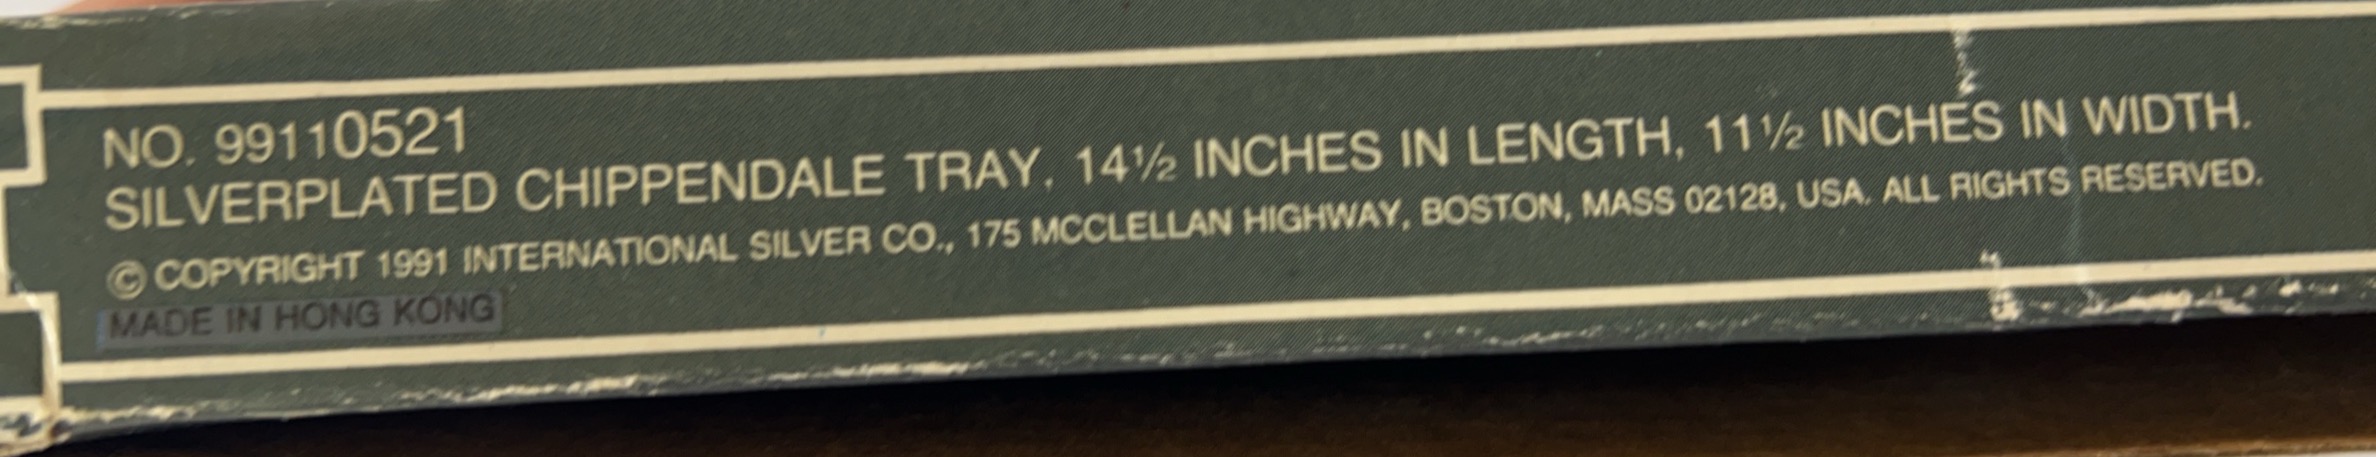 NO. 99110521
SILVERPLATED CHIPPENDALE TRAY, 14½ INCHES IN LENGTH, 11½ INCHES IN WIDTH.
© COPYRIGHT 1991 INTERNATIONAL SILVER CO., 175 MCCLELLAN HIGHWAY, BOSTON, MASS 02128, USA. ALL RIGHTS RESERVED.
MADE IN HONG KONG